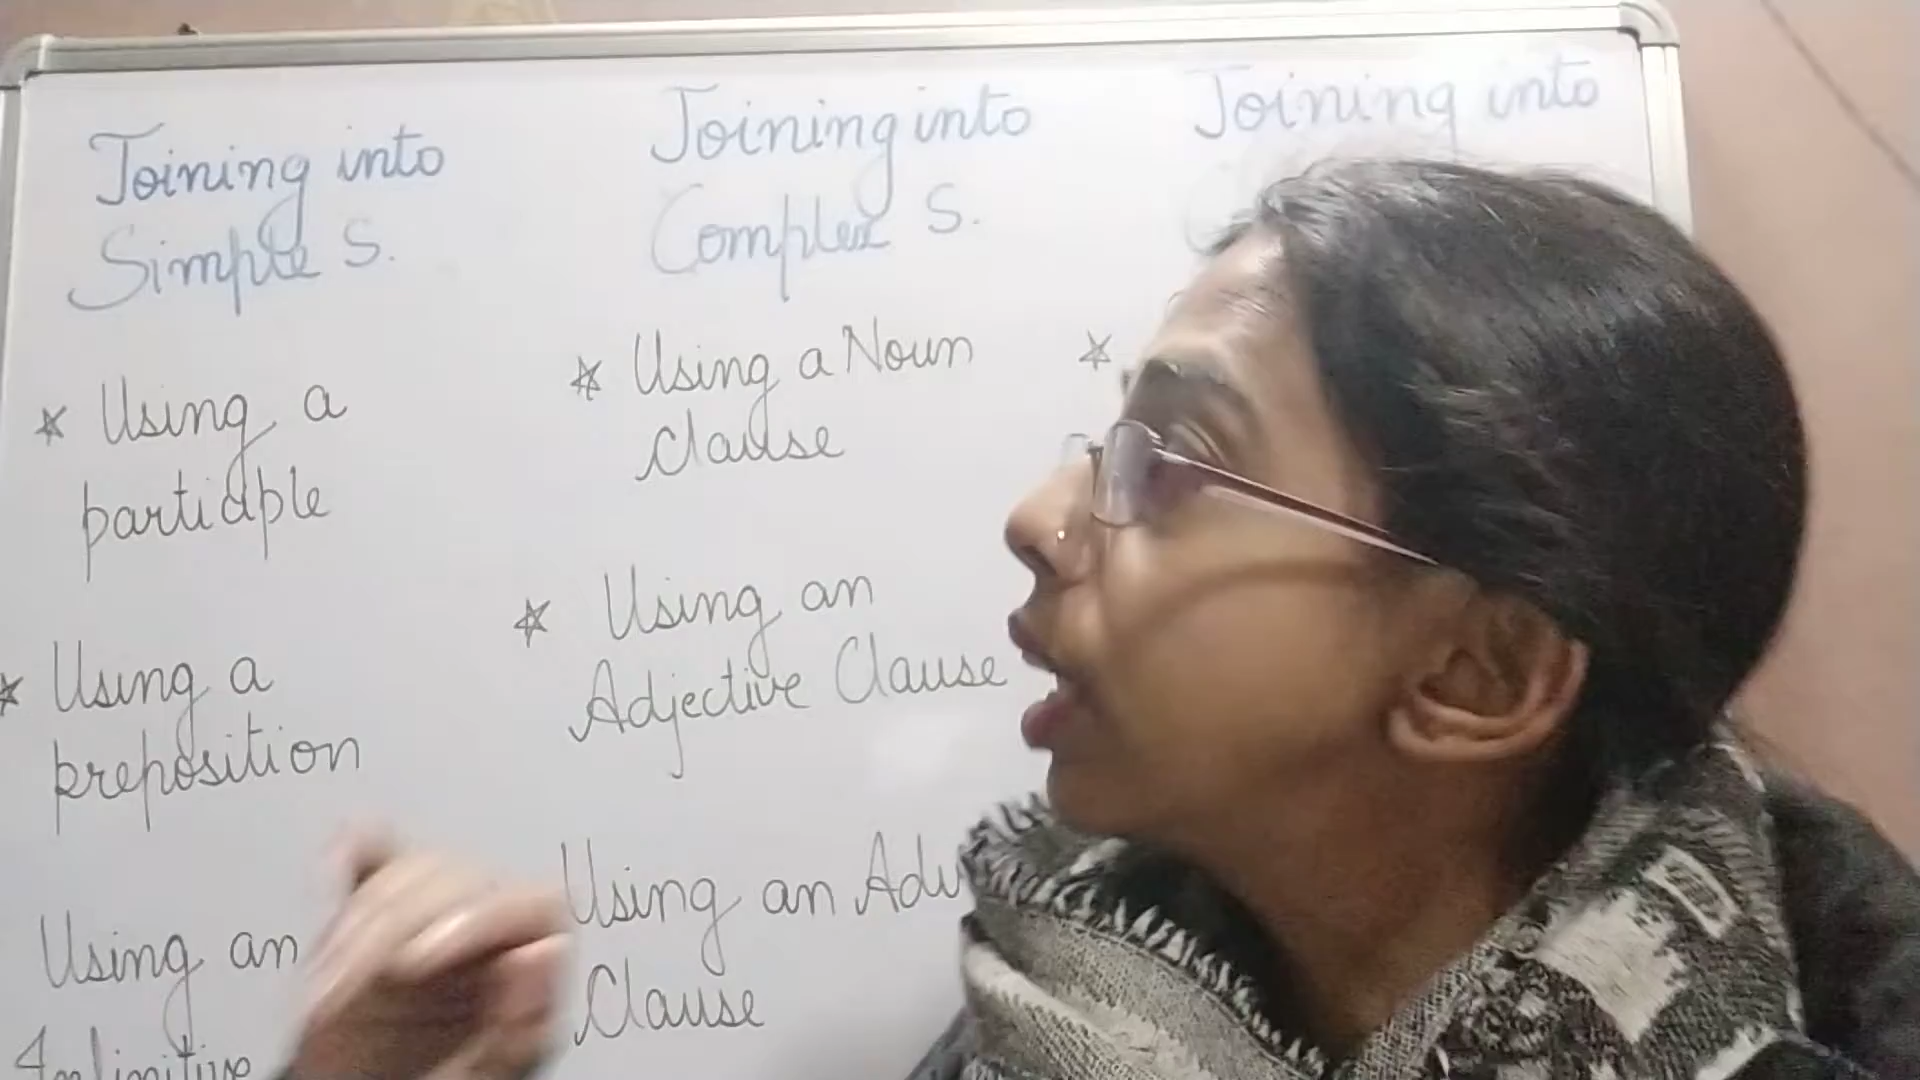 Joining into
Simple S.
* Using a
participle
* Using a
preposition
Using an
Infinitive
Joining into
Complex S.
* Using a Noun
Clause
* Using an
Adjective Clause
Using an
Clause
Joining into
*